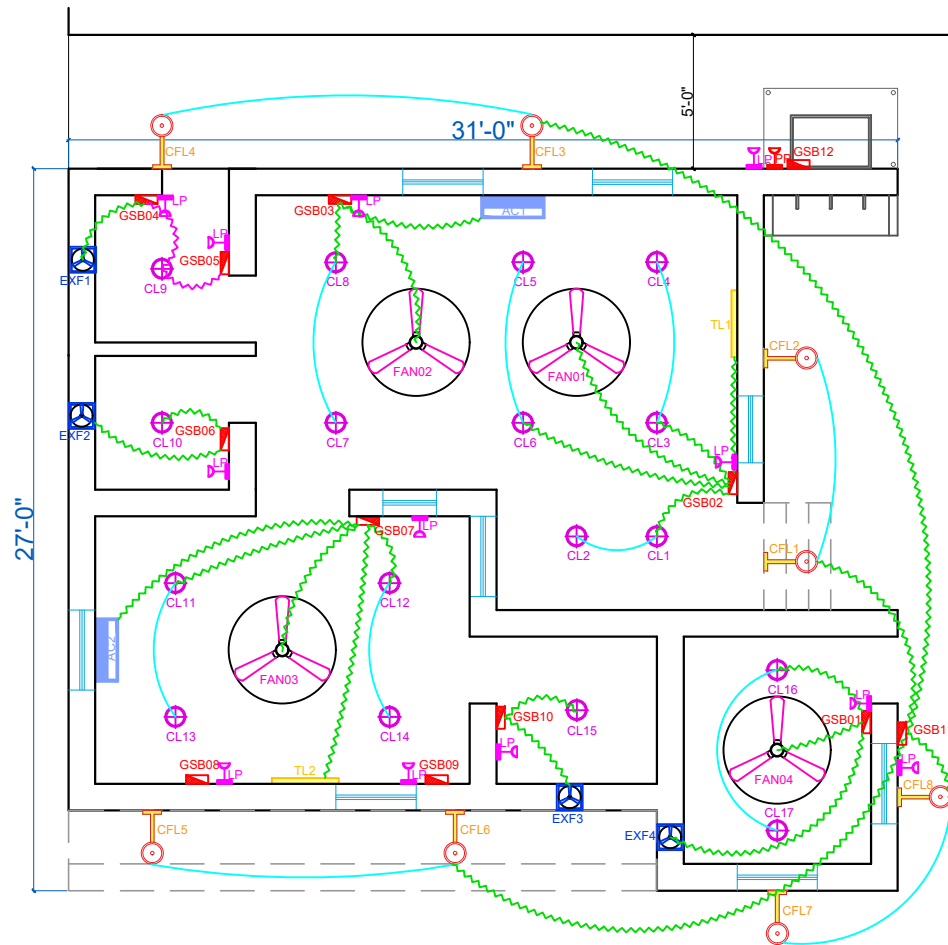 5'-0"
31'-0"
CFL4
CFL3
LP
PP
GSB12
GSB04
LP
GSB03
LP
AC1
LP
GSB05
EXF1
CL9
CL8
CL5
CL4
TL1
CFL2
FAN02
FAN01
EXF2
CL10
GSB06
LP
CL7
CL6
CL3
LP
GSB02
27'-0"
GSB07
LP
CL2
CL1
CFL1
CL11
CL12
AC2
FAN03
CL16
CL13
CL14
GSB10
CL15
LP
GSB01
GSB1
LP
LP
FAN04
GSB08
LP
TL2
LP
GSB09
CFL8
EXF3
CL17
CFL5
CFL6
EXF4
CFL7